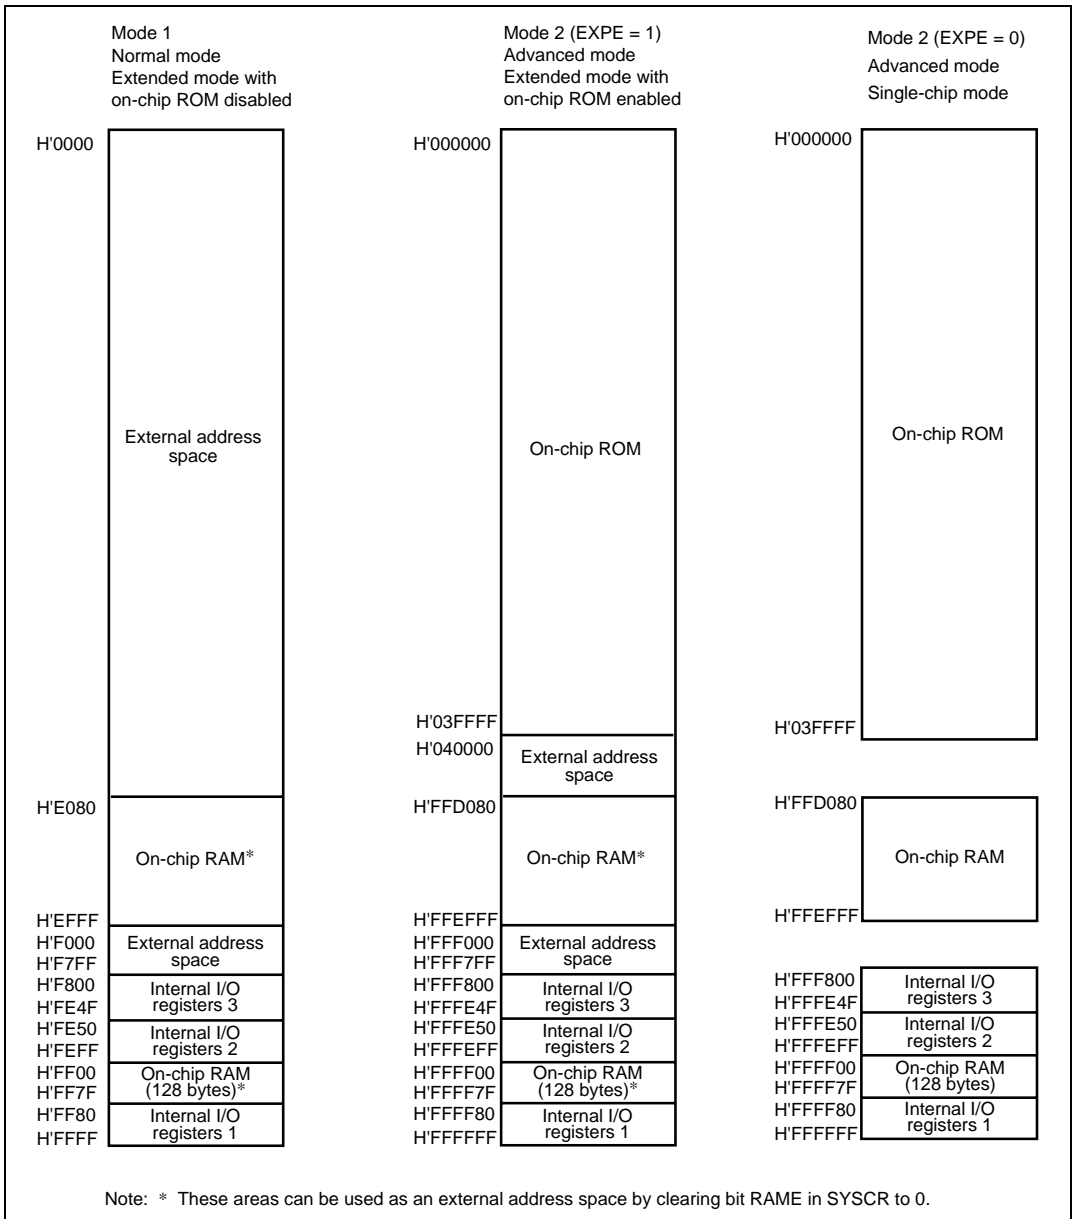 Mode 1
Normal mode
Extended mode with
on-chip ROM disabled
H'0000
External address
space
H'E080
On-chip RAM*
H'EFFF
H'F000
External address
space
H'F7FF
H'F800
Internal I/O
registers 3
H'FE4F
H'FE50
Internal I/O
registers 2
H'FEFF
H'FF00
On-chip RAM
(128 bytes)*
H'FF7F
H'FF80
Internal I/O
registers 1
H'FFFF
Mode 2 (EXPE = 1)
Advanced mode
Extended mode with
on-chip ROM enabled
H'000000
On-chip ROM
H'03FFFF
H'040000
External address
space
H'FFD080
On-chip RAM*
H'FFEFFF
H'FFF000
External address
space
H'FFF7FF
H'FFF800
Internal I/O
registers 3
H'FFFE4F
H'FFFE50
Internal I/O
registers 2
H'FFFEFF
H'FFFF00
On-chip RAM
(128 bytes)*
H'FFFF7F
H'FFFF80
Internal I/O
registers 1
H'FFFFFF
Mode 2 (EXPE = 0)
Advanced mode
Single-chip mode
H'000000
On-chip ROM
H'03FFFF
H'FFD080
On-chip RAM
H'FFEFFF
H'FFF800
Internal I/O
registers 3
H'FFFE4F
H'FFFE50
Internal I/O
registers 2
H'FFFEFF
H'FFFF00
On-chip RAM
(128 bytes)
H'FFFF7F
H'FFFF80
Internal I/O
registers 1
H'FFFFFF
Note: * These areas can be used as an external address space by clearing bit RAME in SYSCR to 0.